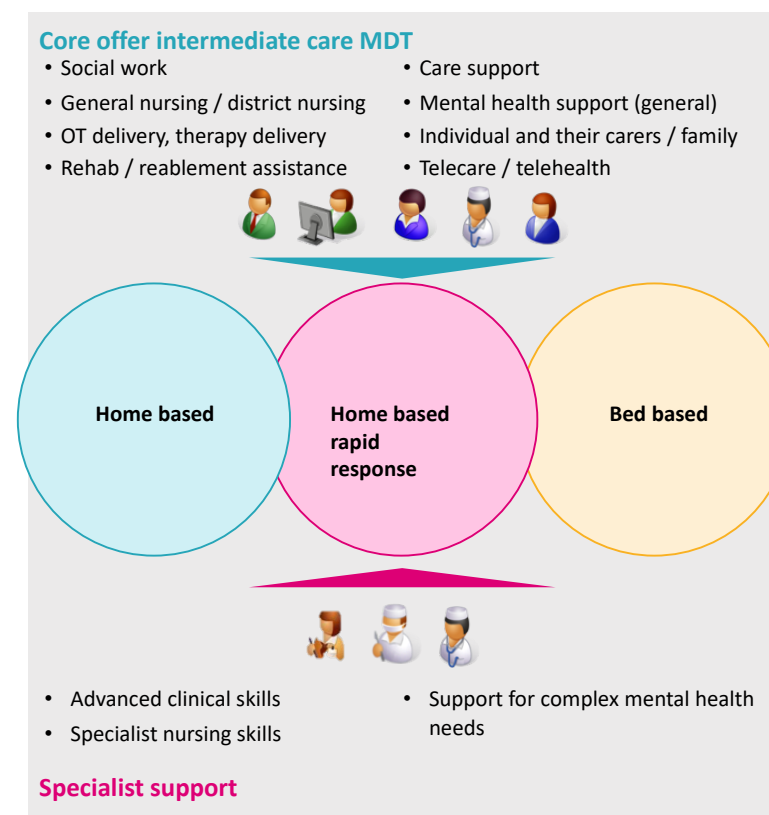 Core offer intermediate care MDT
• Social work
• General nursing / district nursing
• OT delivery, therapy delivery
• Rehab / reablement assistance
• Care support
• Mental health support (general)
• Individual and their carers / family
• Telecare / telehealth
Home based
Home based
rapid
response
Bed based
• Advanced clinical skills
• Specialist nursing skills
• Support for complex mental health
needs
Specialist support